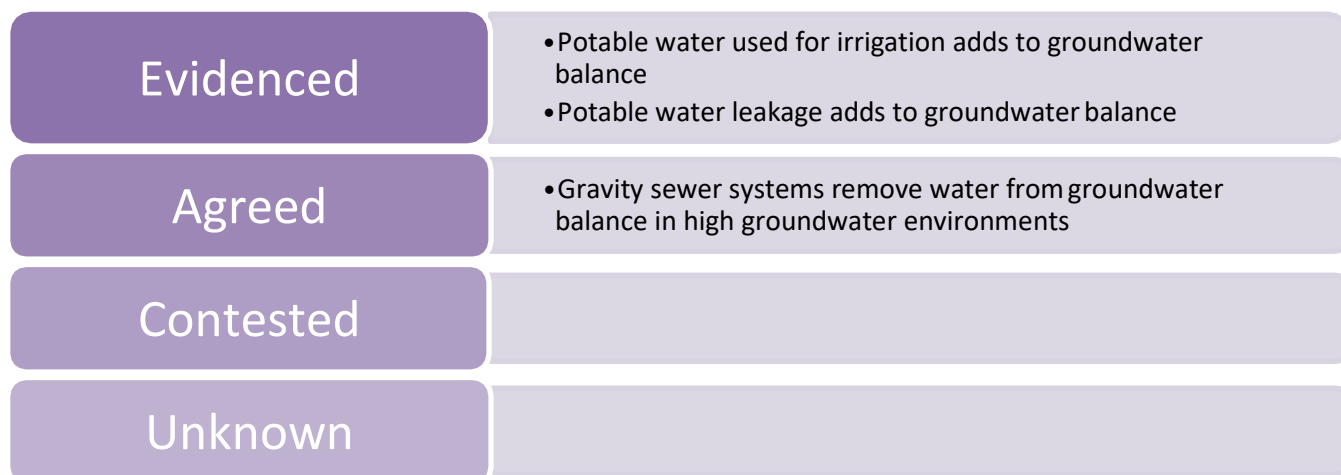 Evidenced
•Potable water used for irrigation adds to groundwater
balance
•Potable water leakage adds to groundwater balance
Agreed
•Gravity sewer systems remove water from groundwater
balance in high groundwater environments
Contested
Unknown